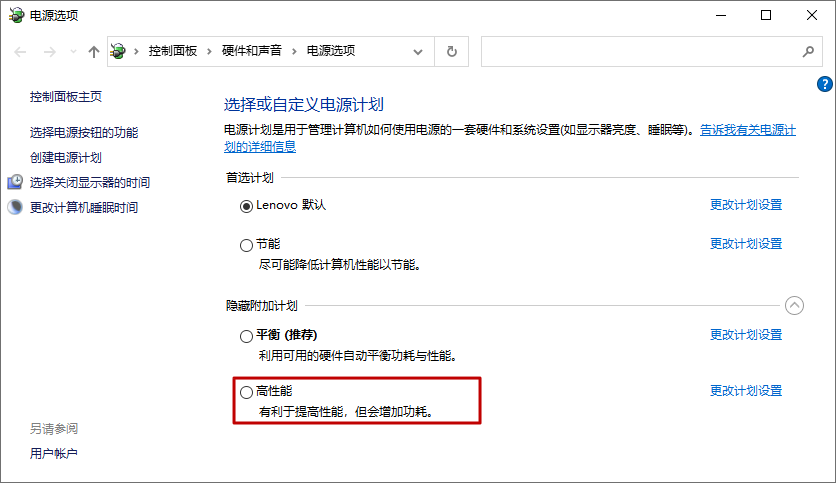 电源选项
控制面板 > 硬件和声音 > 电源选项
控制面板主页
选择电源按钮的功能
创建电源计划
选择关闭显示器的时间
更改计算机睡眠时间
另请参阅
用户帐户
?
选择或自定义电源计划
电源计划是用于管理计算机如何使用电源的一套硬件和系统设置(如显示器亮度、睡眠等)。告诉我有关电源计
划的详细信息
首选计划
Lenovo 默认 更改计划设置
节能 更改计划设置
尽可能降低计算机性能以节能。
隐藏附加计划
平衡 (推荐) 更改计划设置
利用可用的硬件自动平衡功耗与性能。
高性能 更改计划设置
有利于提高性能，但会增加功耗。